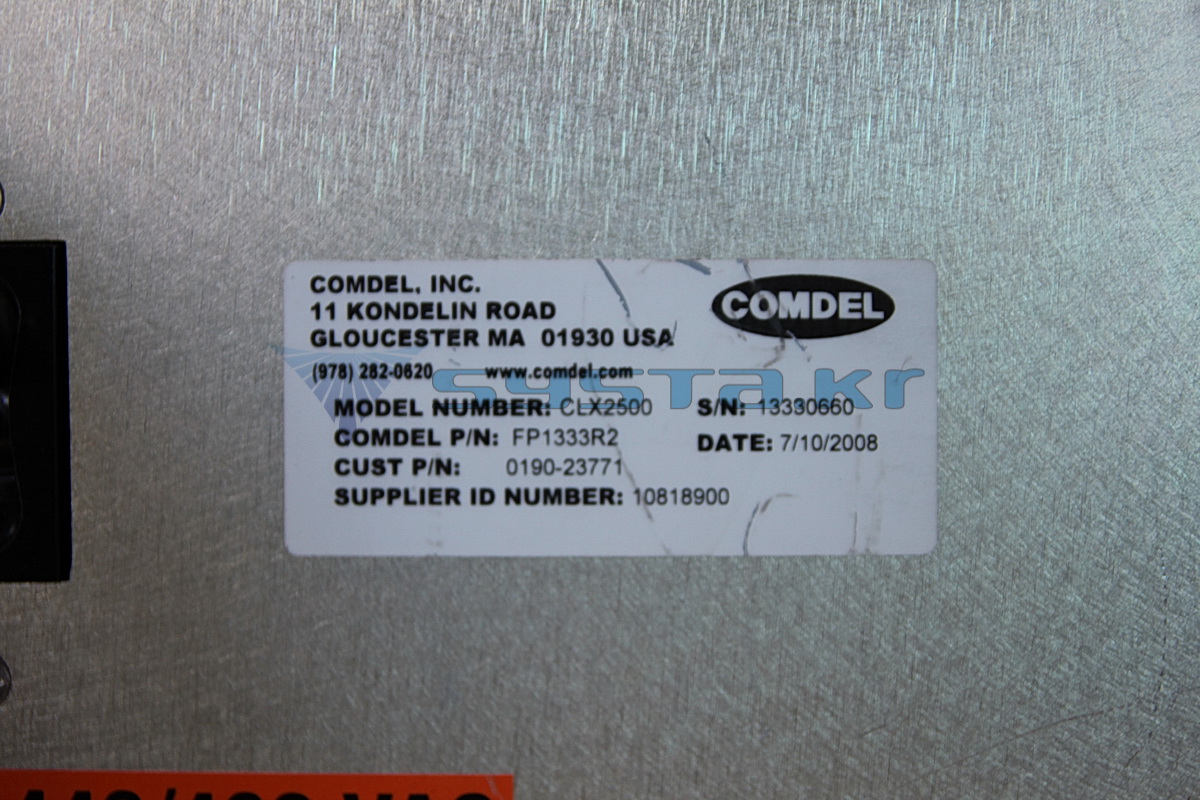 COMDEL, INC.
11 KONDELIN ROAD
GLOUCESTER MA 01930 USA
COMDEL
(978) 282-0620 www.comdel.com
systa.kr
MODEL NUMBER: CLX2500 S/N: 13330660
COMDEL P/N: FP1333R2 DATE: 7/10/2008
CUST P/N: 0190-23771
SUPPLIER ID NUMBER: 10818900
VAC